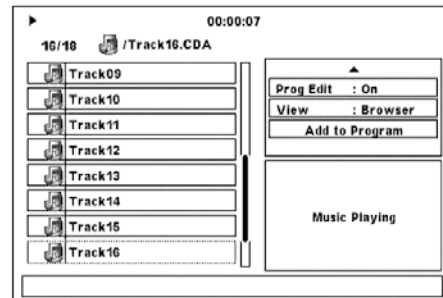 00:00:07
16/18 /Track16.CDA
Track09
Track10
Track11
Track12
Track13
Track14
Track15
Track16
Prog Edit : On
View : Browser
Add to Program
Music Playing